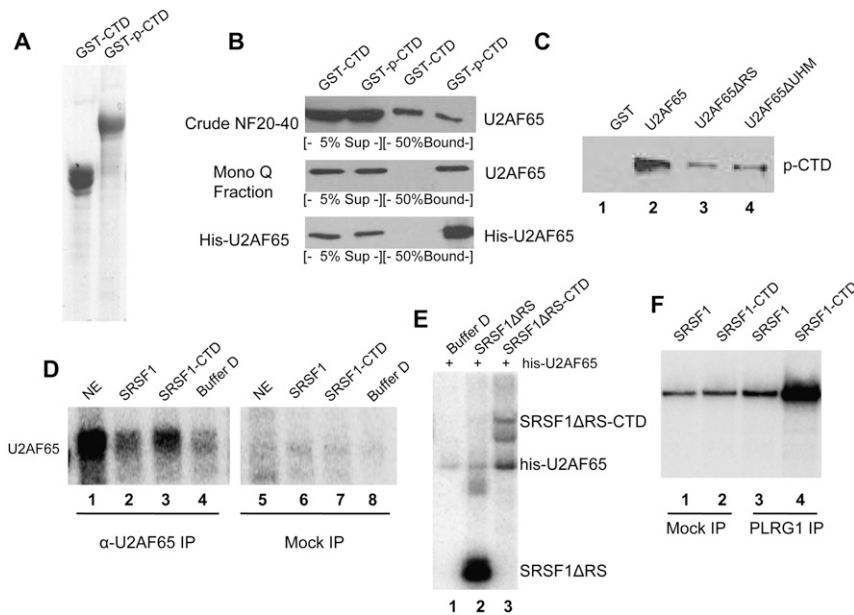 A
GST-CTD
GST-p-CTD
B
GST-CTD
GST-p-CTD
GST-CTD
GST-p-CTD
Crude NF20-40
U2AF65
[- 5% Sup -][- 50%Bound-]
Mono Q
Fraction
U2AF65
[- 5% Sup -][- 50%Bound-]
His-U2AF65
His-U2AF65
[- 5% Sup -][- 50%Bound-]
C
GST
U2AF65
U2AF65ΔRS
U2AF65ΔUHM
p-CTD
1 2 3 4
D
NE
SRSF1
SRSF1-CTD
Buffer D
NE
SRSF1
SRSF1-CTD
Buffer D
U2AF65
1 2 3 4 5 6 7 8
α-U2AF65 IP
Mock IP
E
Buffer D
SRSF1ΔRS
SRSF1ΔRS-CTD
+ + + his-U2AF65
SRSF1ΔRS-CTD
his-U2AF65
SRSF1ΔRS
1 2 3
F
SRSF1
SRSF1-CTD
SRSF1
SRSF1-CTD
1 2 3 4
Mock IP
PLRG1 IP